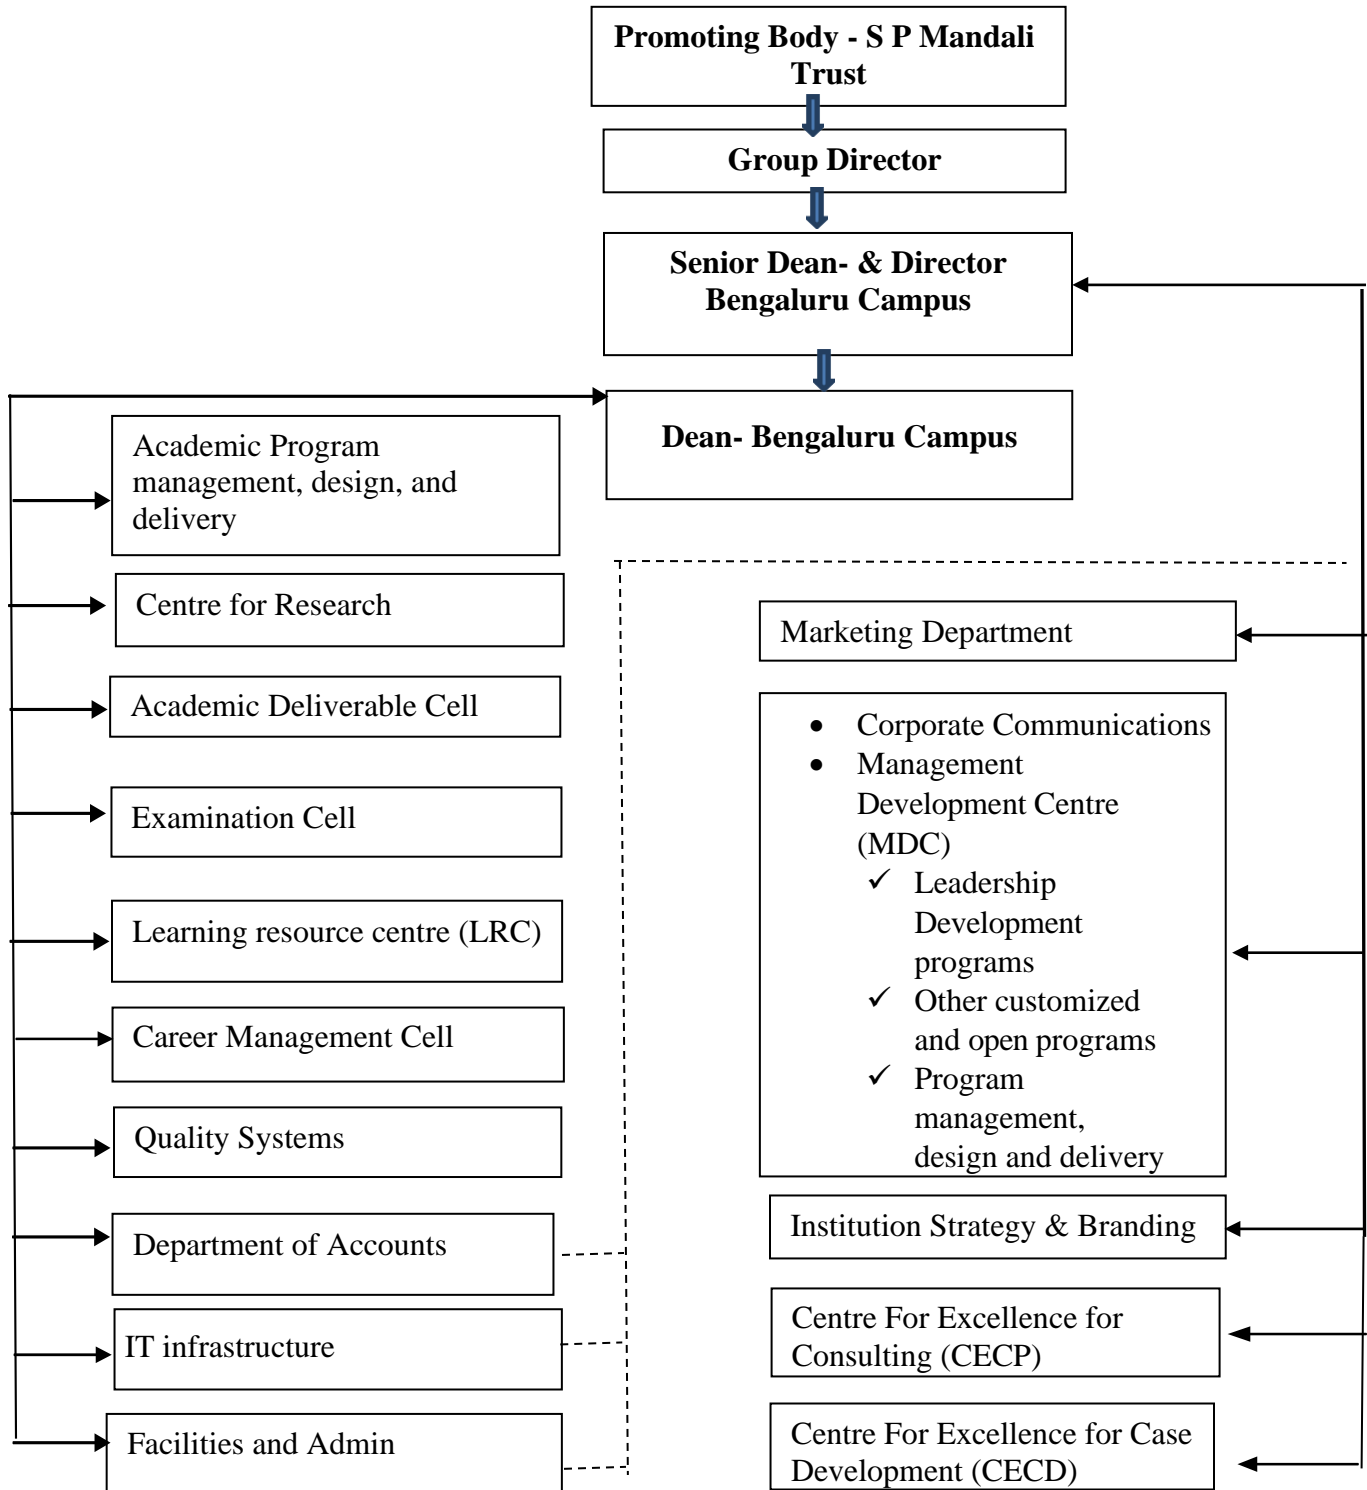 Promoting Body - S P Mandali
Trust
Group Director
Senior Dean- & Director
Bengaluru Campus
Dean- Bengaluru Campus
Academic Program
management, design, and
delivery
Centre for Research
Academic Deliverable Cell
Examination Cell
Learning resource centre (LRC)
Career Management Cell
Quality Systems
Department of Accounts
IT infrastructure
Facilities and Admin
Marketing Department
• Corporate Communications
• Management
Development Centre
(MDC)
✓ Leadership
Development
programs
✓ Other customized
and open programs
✓ Program
management,
design and delivery
Institution Strategy & Branding
Centre For Excellence for
Consulting (CECP)
Centre For Excellence for Case
Development (CECD)